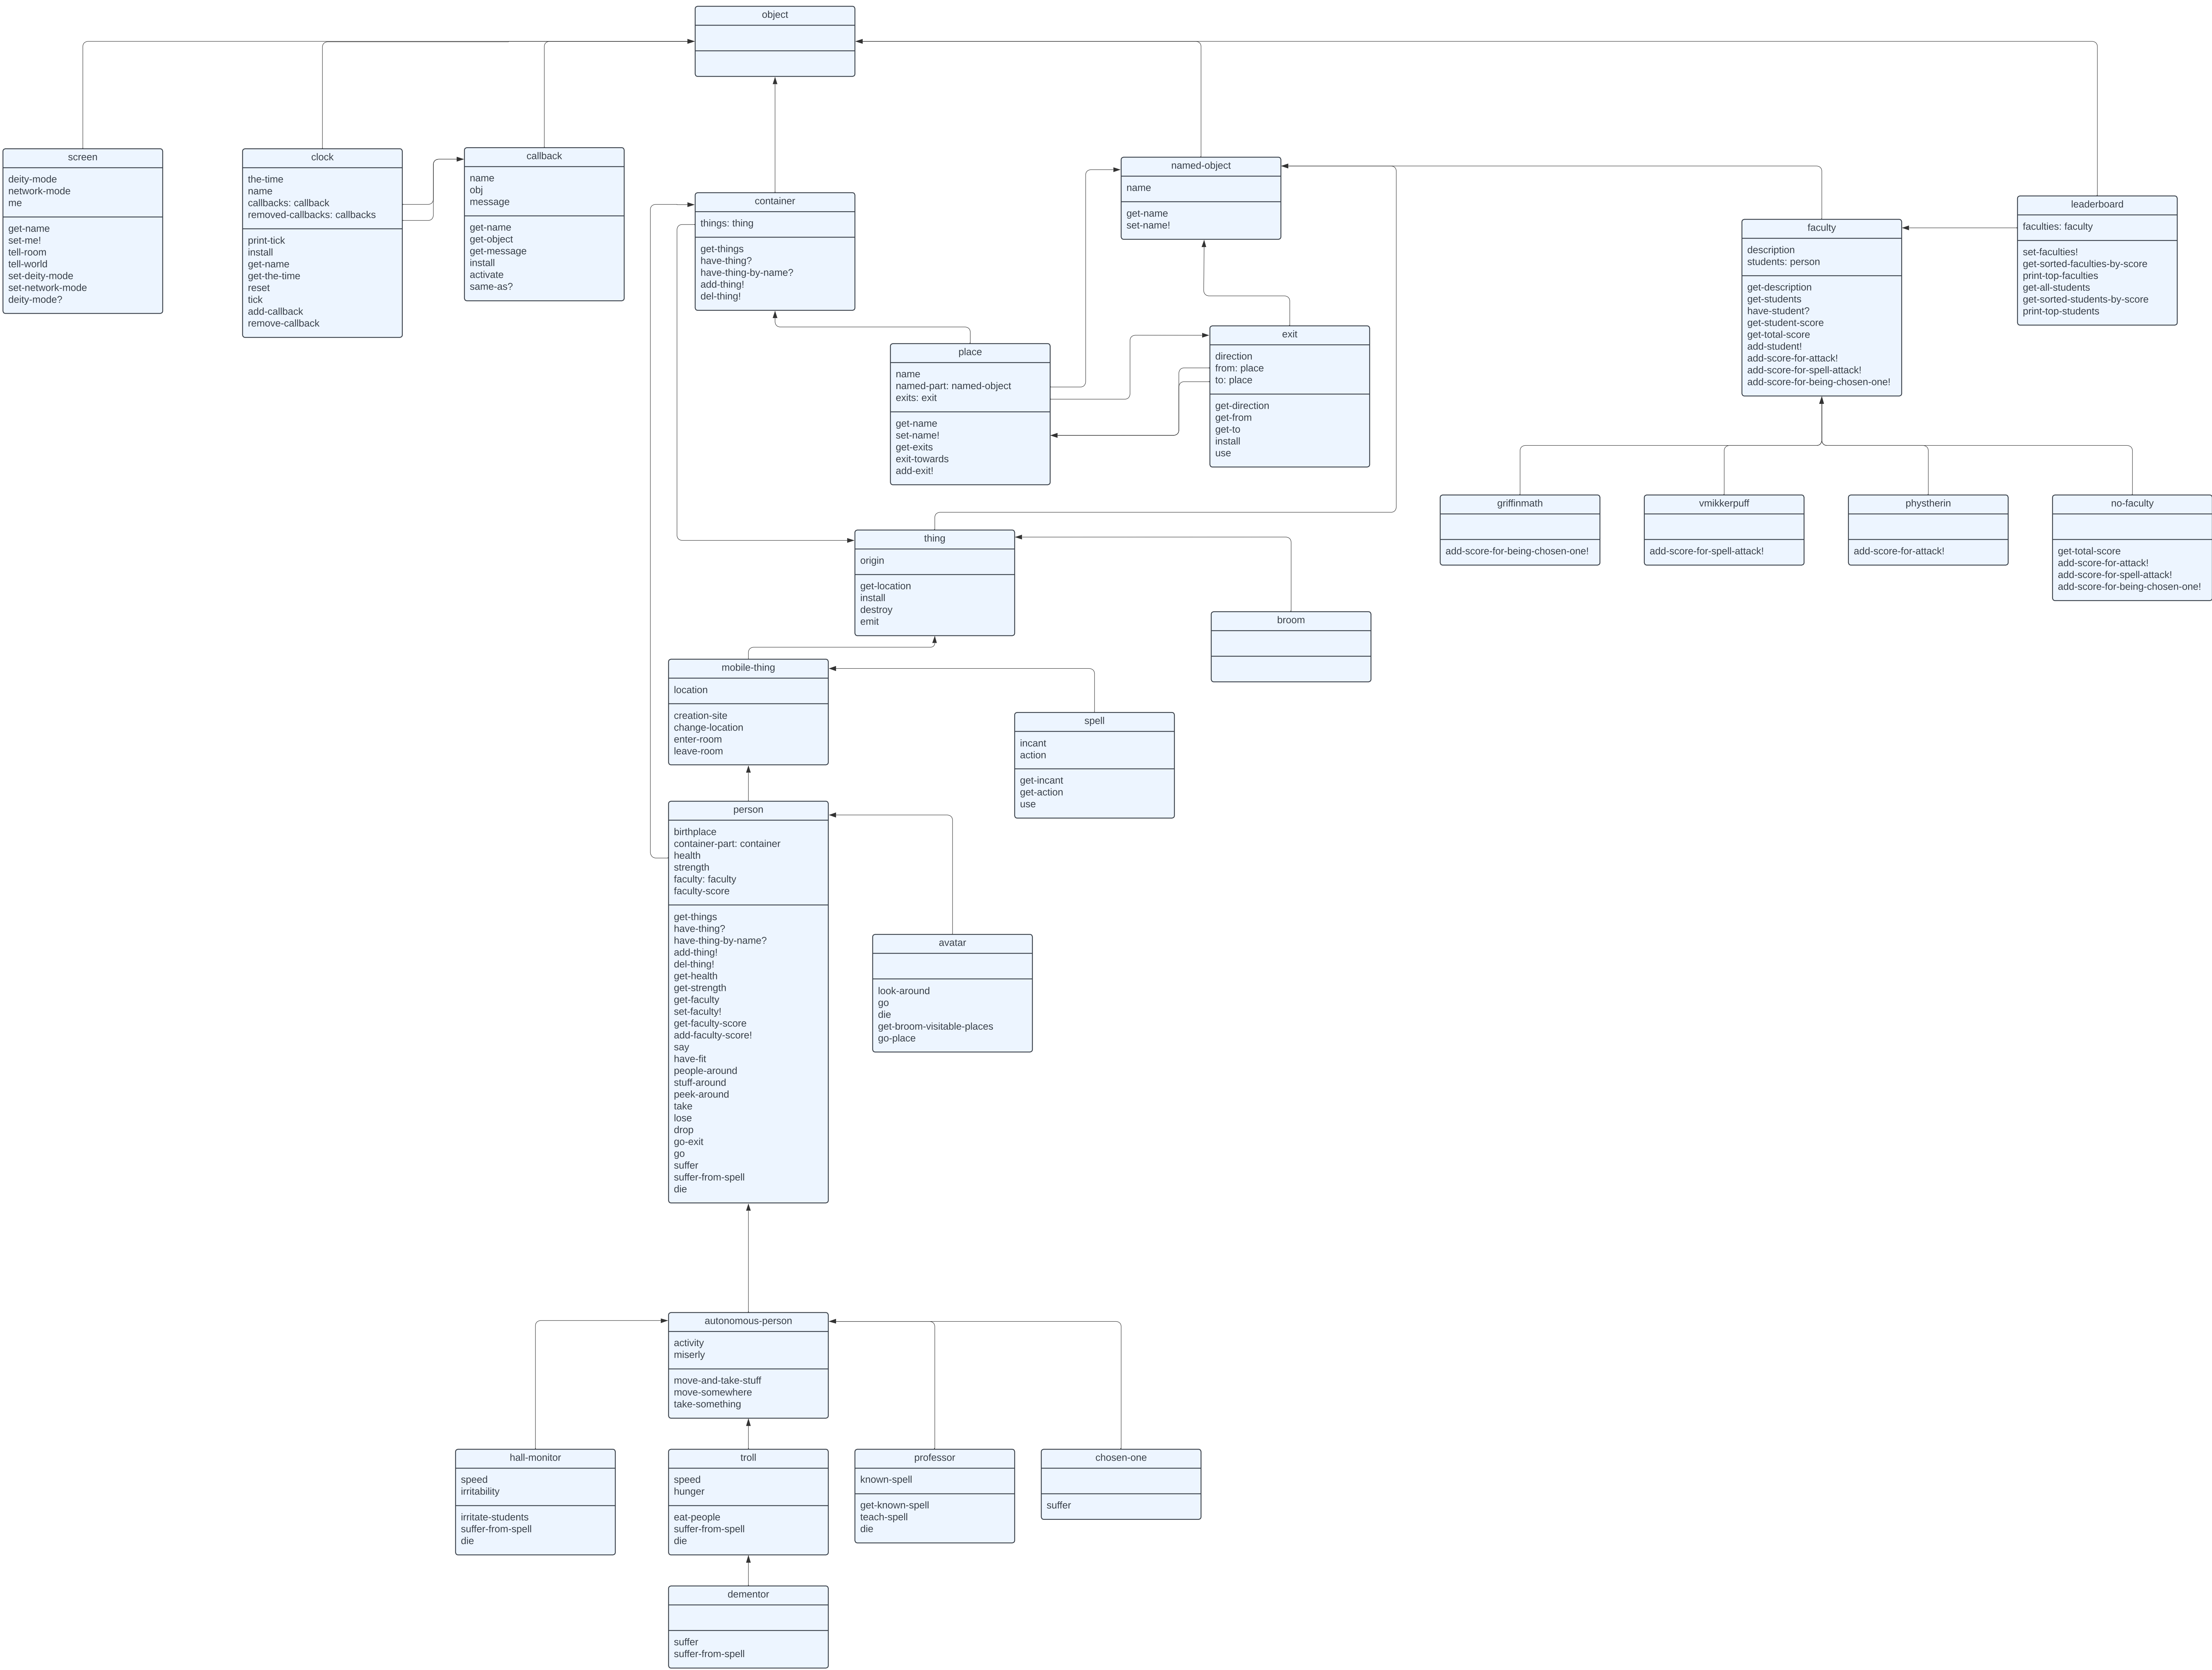 object
screen
deity-mode
network-mode
me
get-name
set-me!
tell-room
tell-world
set-deity-mode
set-network-mode
deity-mode?
clock
the-time
name
callbacks: callback
removed-callbacks: callbacks
print-tick
install
get-name
get-the-time
reset
tick
add-callback
remove-callback
callback
name
obj
message
get-name
get-object
get-message
install
activate
same-as?
container
things: thing
get-things
have-thing?
have-thing-by-name?
add-thing!
del-thing!
named-object
name
get-name
set-name!
faculty
description
students: person
get-description
get-students
have-student?
get-student-score
get-total-score
add-student!
add-score-for-attack!
add-score-for-spell-attack!
add-score-for-being-chosen-one!
leaderboard
faculties: faculty
set-faculties!
get-sorted-faculties-by-score
print-top-faculties
get-all-students
get-sorted-students-by-score
print-top-students
place
name
named-part: named-object
exits: exit
get-name
set-name!
get-exits
exit-towards
add-exit!
exit
direction
from: place
to: place
get-direction
get-from
get-to
install
use
griffinmath
add-score-for-being-chosen-one!
vmikkerpuff
add-score-for-spell-attack!
phystherin
add-score-for-attack!
no-faculty
get-total-score
add-score-for-attack!
add-score-for-spell-attack!
add-score-for-being-chosen-one!
thing
origin
get-location
install
destroy
emit
broom
mobile-thing
location
creation-site
change-location
enter-room
leave-room
spell
incant
action
get-incant
get-action
use
person
birthplace
container-part: container
health
strength
faculty: faculty
faculty-score
get-things
have-thing?
have-thing-by-name?
add-thing!
del-thing!
get-health
get-strength
get-faculty
set-faculty!
get-faculty-score
add-faculty-score!
say
have-fit
people-around
stuff-around
peek-around
take
lose
drop
go-exit
go
suffer
suffer-from-spell
die
avatar
look-around
go
die
get-broom-visitable-places
go-place
autonomous-person
activity
miserly
move-and-take-stuff
move-somewhere
take-something
hall-monitor
speed
irritability
irritate-students
suffer-from-spell
die
troll
speed
hunger
eat-people
suffer-from-spell
die
professor
known-spell
get-known-spell
teach-spell
die
chosen-one
suffer
dementor
suffer
suffer-from-spell